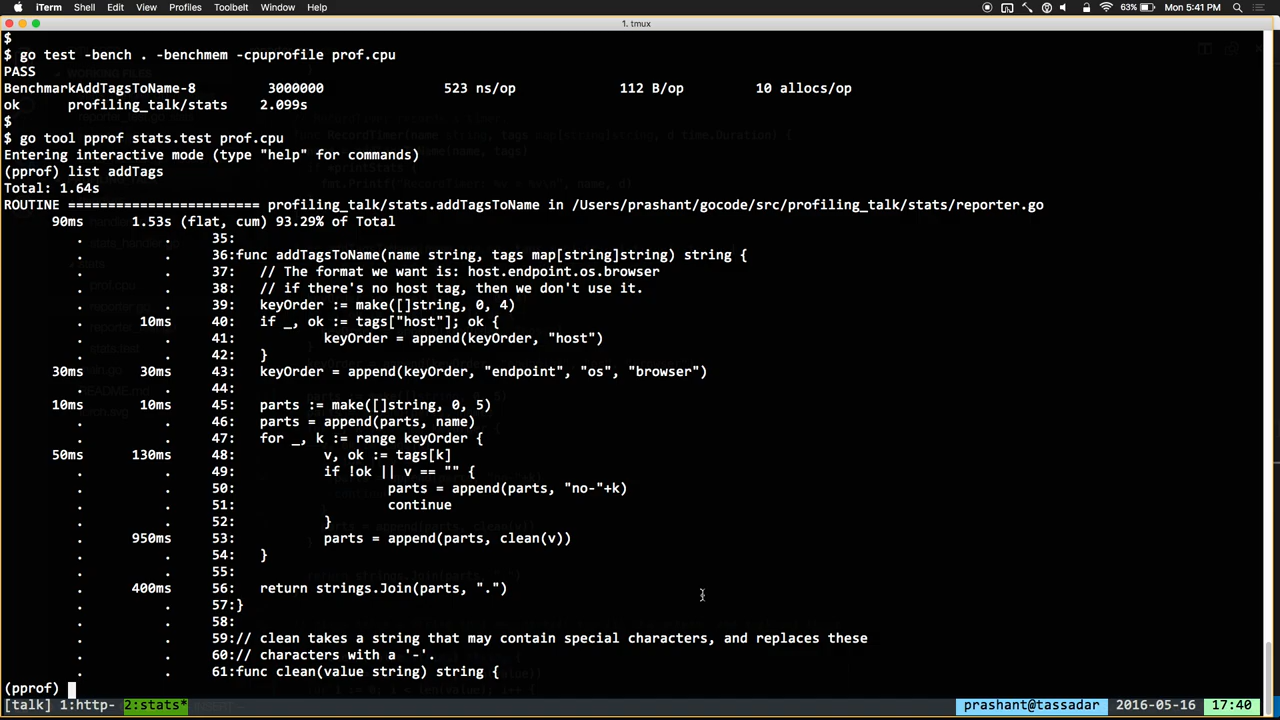 iTerm Shell Edit View Profiles Toolbelt Window Help 63% Mon 5:41 PM
1. tmux
$
$ go test -bench . -benchmem -cpuprofile prof.cpu
PASS
BenchmarkAddTagsToName-8 3000000 523 ns/op 112 B/op 10 allocs/op
ok profiling_talk/stats 2.099s
$
$ go tool pprof stats.test prof.cpu
Entering interactive mode (type "help" for commands)
(pprof) list addTags
Total: 1.64s
ROUTINE ======================== profiling_talk/stats.addTagsToName in /Users/prashant/gocode/src/profiling_talk/stats/reporter.go
90ms 1.53s (flat, cum) 93.29% of Total
. . 35:
. . 36:func addTagsToName(name string, tags map[string]string) string {
. . 37: // The format we want is: host.endpoint.os.browser
. . 38: // if there's no host tag, then we don't use it.
. . 39: keyOrder := make([]string, 0, 4)
. 10ms 40: if _, ok := tags["host"]; ok {
. . 41: keyOrder = append(keyOrder, "host")
. . 42: }
30ms 30ms 43: keyOrder = append(keyOrder, "endpoint", "os", "browser")
. . 44:
10ms 10ms 45: parts := make([]string, 0, 5)
. . 46: parts = append(parts, name)
. . 47: for _, k := range keyOrder {
50ms 130ms 48: v, ok := tags[k]
. . 49: if !ok || v == "" {
. . 50: parts = append(parts, "no-"+k)
. . 51: continue
. . 52: }
. 950ms 53: parts = append(parts, clean(v))
. . 54: }
. . 55:
. 400ms 56: return strings.Join(parts, ".")
. . 57:}
. . 58:
. . 59:// clean takes a string that may contain special characters, and replaces these
. . 60:// characters with a '-'.
. . 61:func clean(value string) string {
(pprof)
[talk] 1:http- 2:stats* prashant@tassadar 2016-05-16 17:40